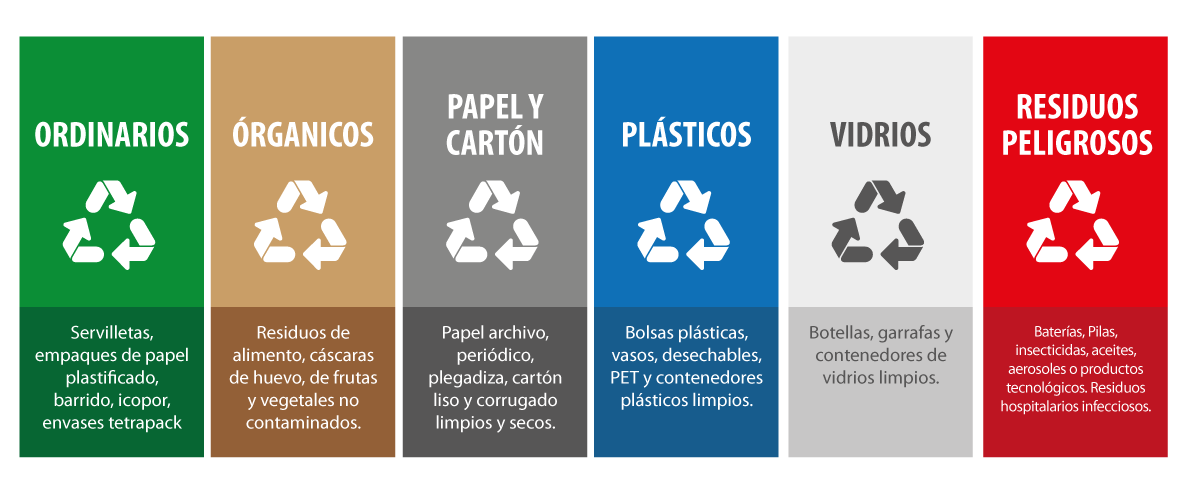 ORDINARIOS
Servilletas,
empaques de papel
plastificado,
barrido, icopor,
envases tetrapack
ÓRGANICOS
Residuos de
alimento, cáscaras
de huevo, de frutas
y vegetales no
contaminados.
PAPEL Y
CARTÓN
Papel archivo,
periódico,
plegadiza, cartón
liso y corrugado
limpios y secos.
PLÁSTICOS
Bolsas plásticas,
vasos, desechables,
PET y contenedores
plásticos limpios.
VIDRIOS
Botellas, garrafas y
contenedores de
vidrios limpios.
RESIDUOS
PELIGROSOS
Baterías, Pilas,
insecticidas, aceites,
aerosoles o productos
tecnológicos. Residuos
hospitalarios infecciosos.